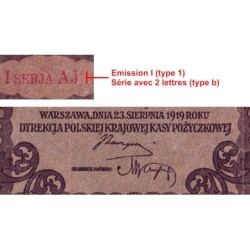 I SERJA AJ
Emission I (type 1)
Série avec 2 lettres (type b)
WARSZAWA, DNIA 23. SIERPNIA 1919 ROKU
DYREKCJA POLSKIEJ KRAJOWEJ KASY POŻYCZKOWEJ